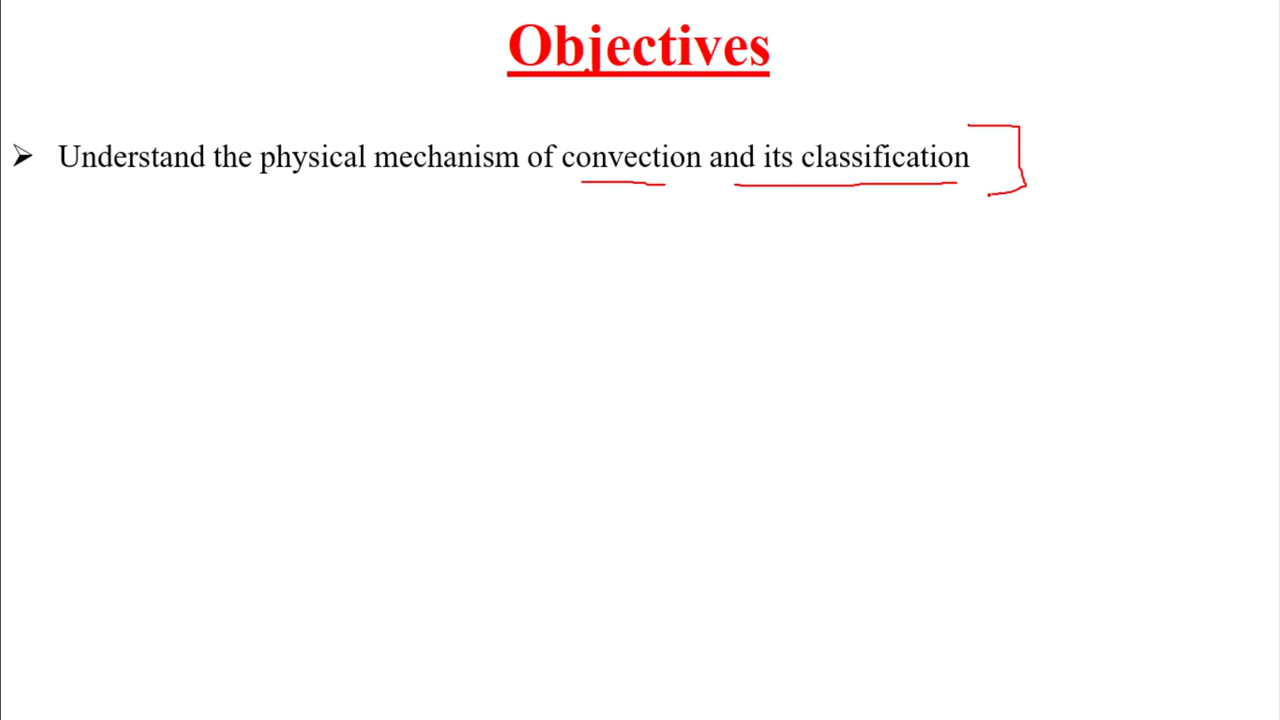 Objectives
➢ Understand the physical mechanism of convection and its classification